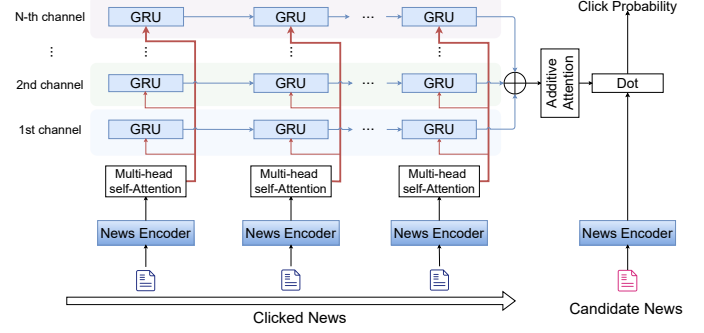 Click Probability
N-th channel
GRU
GRU
...
GRU
...
...
...
...
2nd channel
GRU
GRU
...
GRU
Additive
Attention
Dot
1st channel
GRU
GRU
...
GRU
Multi-head
self-Attention
Multi-head
self-Attention
Multi-head
self-Attention
News Encoder
News Encoder
News Encoder
News Encoder
Clicked News
Candidate News